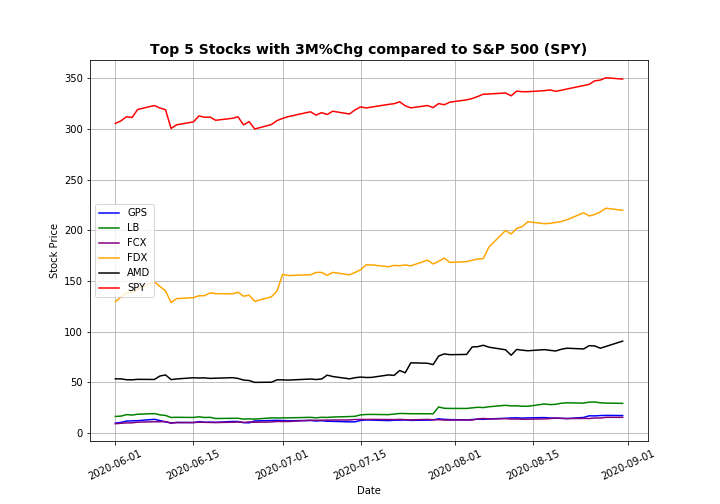 Top 5 Stocks with 3M%Chg compared to S&P 500 (SPY)
350
300
250
200
150
100
50
0
Stock Price
GPS
LB
FCX
FDX
AMD
SPY
2020-06-01
2020-06-15
2020-07-01
2020-07-15
2020-08-01
2020-08-15
2020-09-01
Date